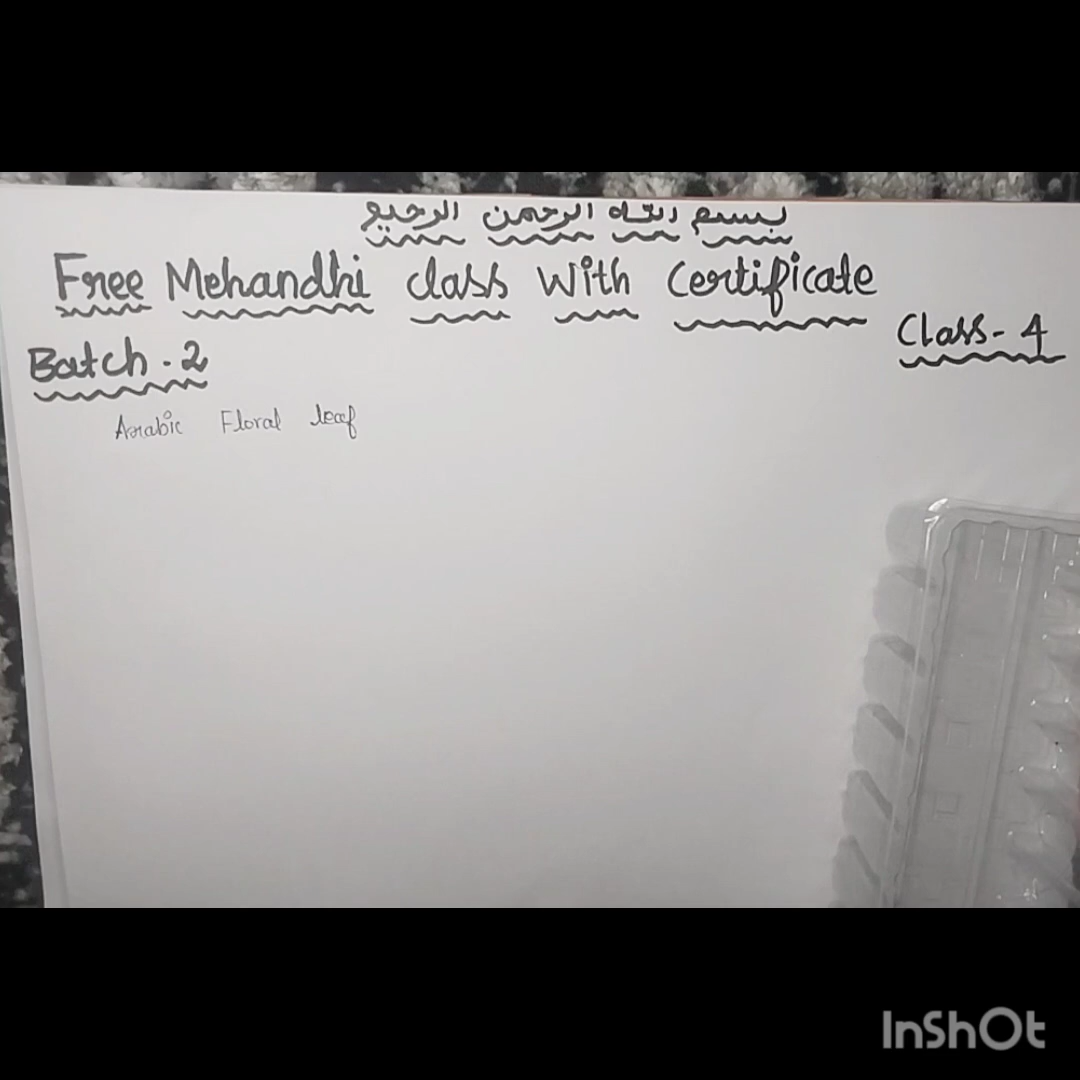 بسم الله الرحمن الرحيم
Free Mehandhi class with certificate
Class - 4
Batch - 2
Arabic Floral leaf
InShOt